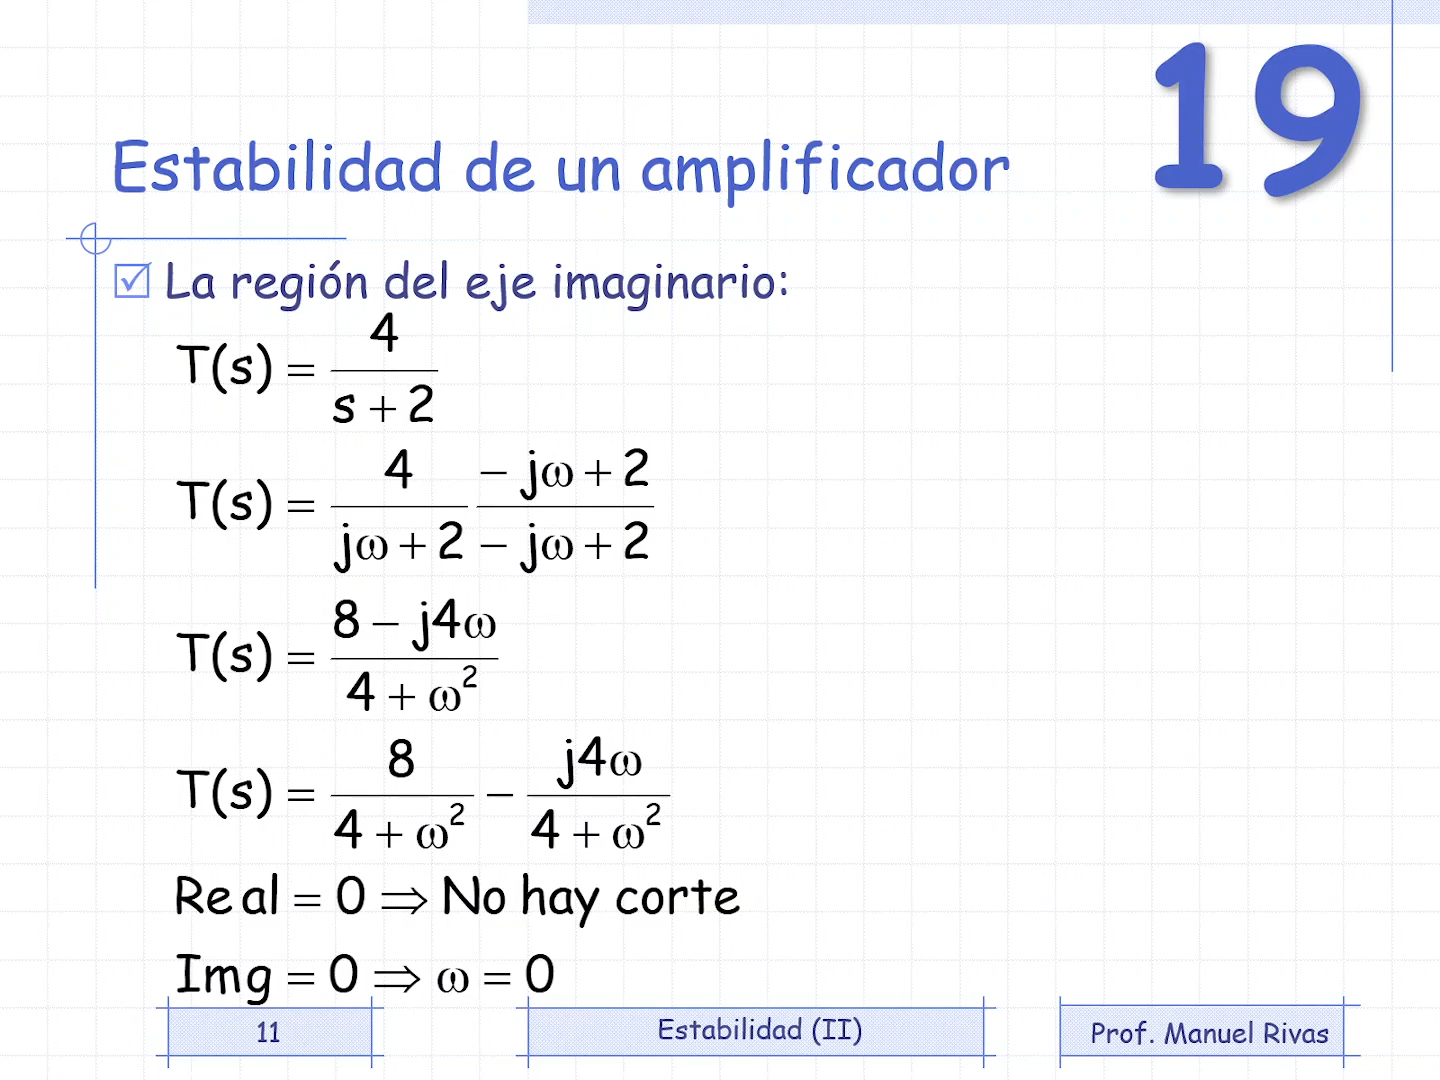 19
Estabilidad de un amplificador
La región del eje imaginario:
T(s) = 4 / (s + 2)
T(s) = 4 / (jω + 2) (− jω + 2) / (− jω + 2)
T(s) = (8 − j4ω) / (4 + ω²)
T(s) = 8 / (4 + ω²) − j4ω / (4 + ω²)
Real = 0 ⇒ No hay corte
Img = 0 ⇒ ω = 0
11
Estabilidad (II)
Prof. Manuel Rivas